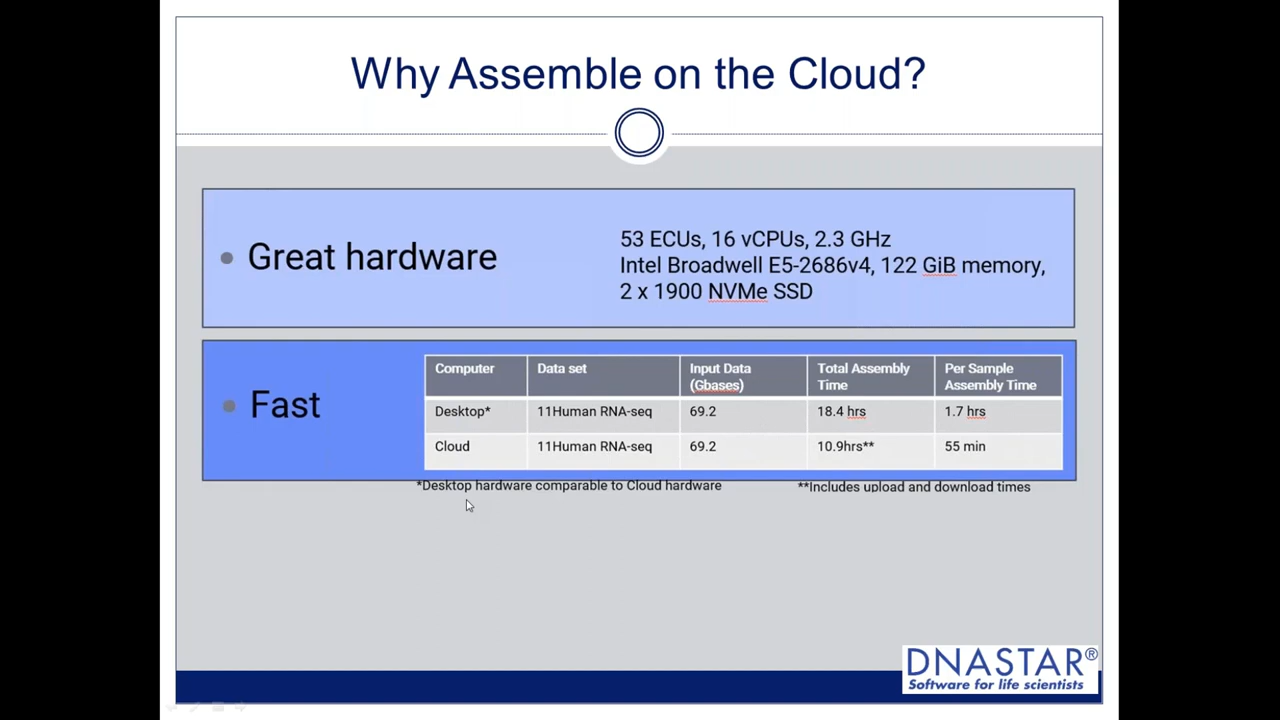 Why Assemble on the Cloud?
• Great hardware
53 ECUs, 16 vCPUs, 2.3 GHz
Intel Broadwell E5-2686v4, 122 GiB memory,
2 x 1900 NVMe SSD
• Fast
Computer Data set Input Data (Gbases) Total Assembly Time Per Sample Assembly Time
Desktop* 11Human RNA-seq 69.2 18.4 hrs 1.7 hrs
Cloud 11Human RNA-seq 69.2 10.9hrs** 55 min
*Desktop hardware comparable to Cloud hardware
**Includes upload and download times
DNASTAR®
Software for life scientists